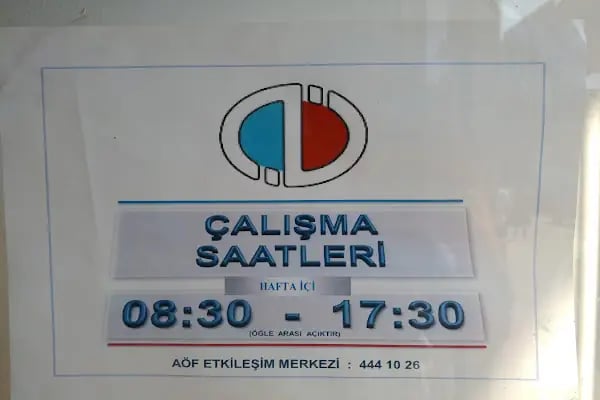 ÇALIŞMA
SAATLERİ
HAFTA İÇİ
08:30 - 17:30
(ÖĞLE ARASI AÇIKTIR)
AÖF ETKİLEŞİM MERKEZİ : 444 10 26